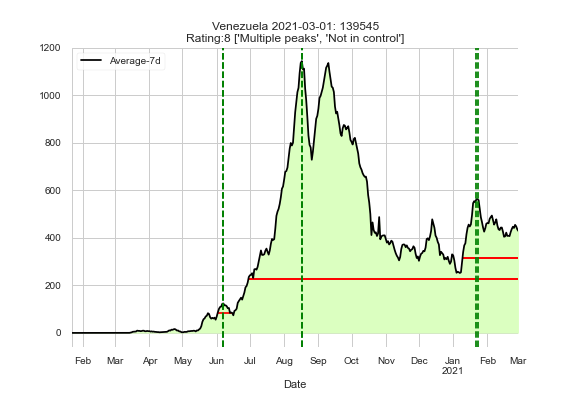 Venezuela 2021-03-01: 139545
Rating:8 ['Multiple peaks', 'Not in control']
Average-7d
1200
1000
800
600
400
200
0
Feb Mar Apr May Jun Jul Aug Sep Oct Nov Dec Jan Feb Mar
2021
Date